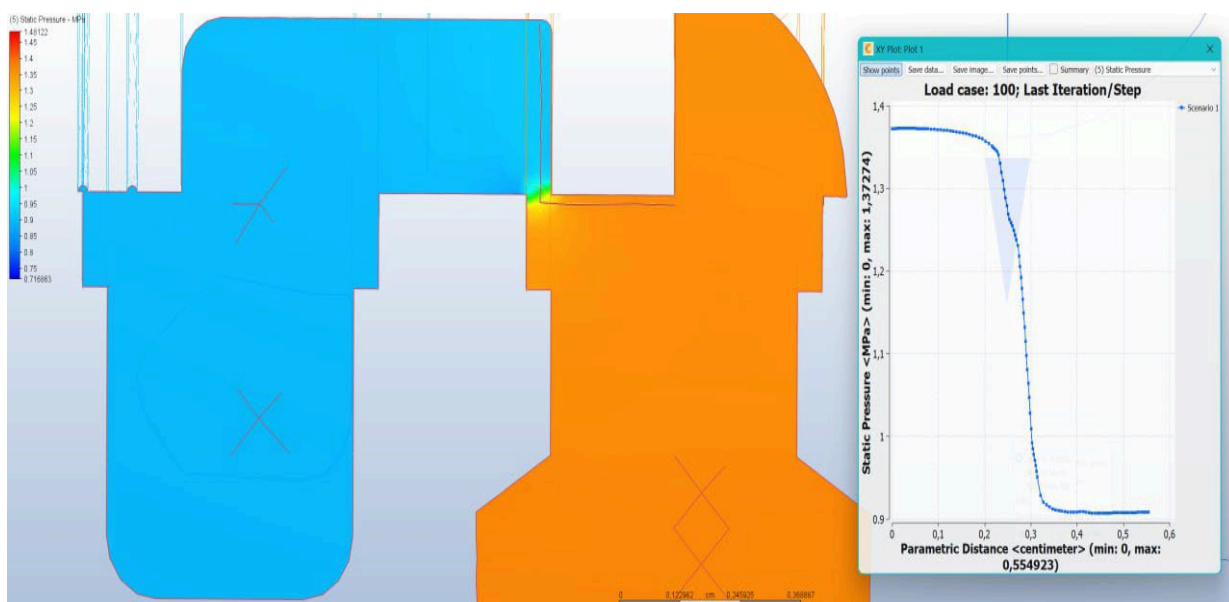 (5) Static Pressure - MPa
1.48122
1.45
1.4
1.35
1.3
1.25
1.2
1.15
1.1
1.05
1
0.95
0.9
0.85
0.8
0.75
0.716863
0 0.122962 cm 0.245925 0.368887
XY Plot: Plot 1 X
Show points Save data... Save image... Save points... Summary (5) Static Pressure
Load case: 100; Last Iteration/Step
Scenario 1
Static Pressure <MPa> (min: 0, max: 1,37274)
1,4
1,3
1,2
1,1
1
0,9
0 0,1 0,2 0,3 0,4 0,5 0,6
Parametric Distance <centimeter> (min: 0, max:
0,554923)